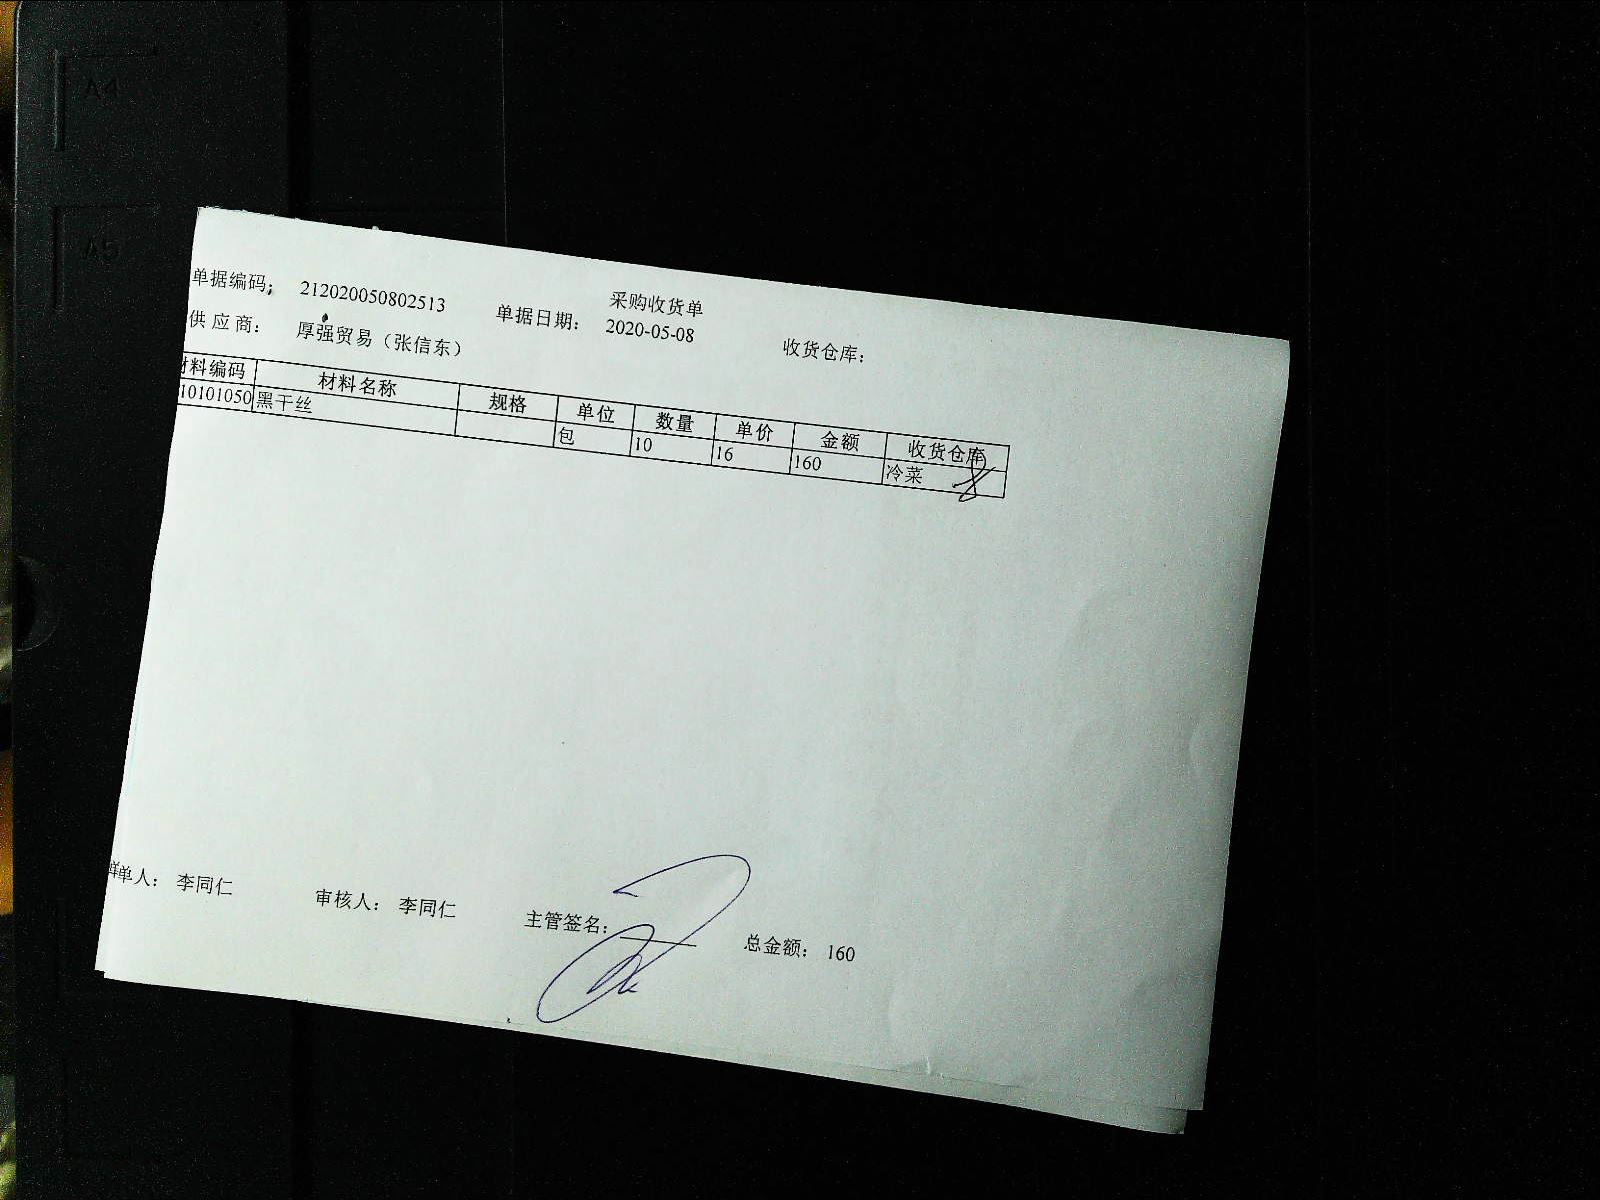 采购收货单
单据编码: 212020050802513 单据日期: 2020-05-08 收货仓库:
供应商: 厚强贸易（张信东）
材料编码 材料名称 规格 单位 数量 单价 金额 收货仓库
10101050 黑干丝 包 10 16 160 冷菜
单人: 李同仁 审核人: 李同仁 主管签名: 总金额: 160
A4
A5